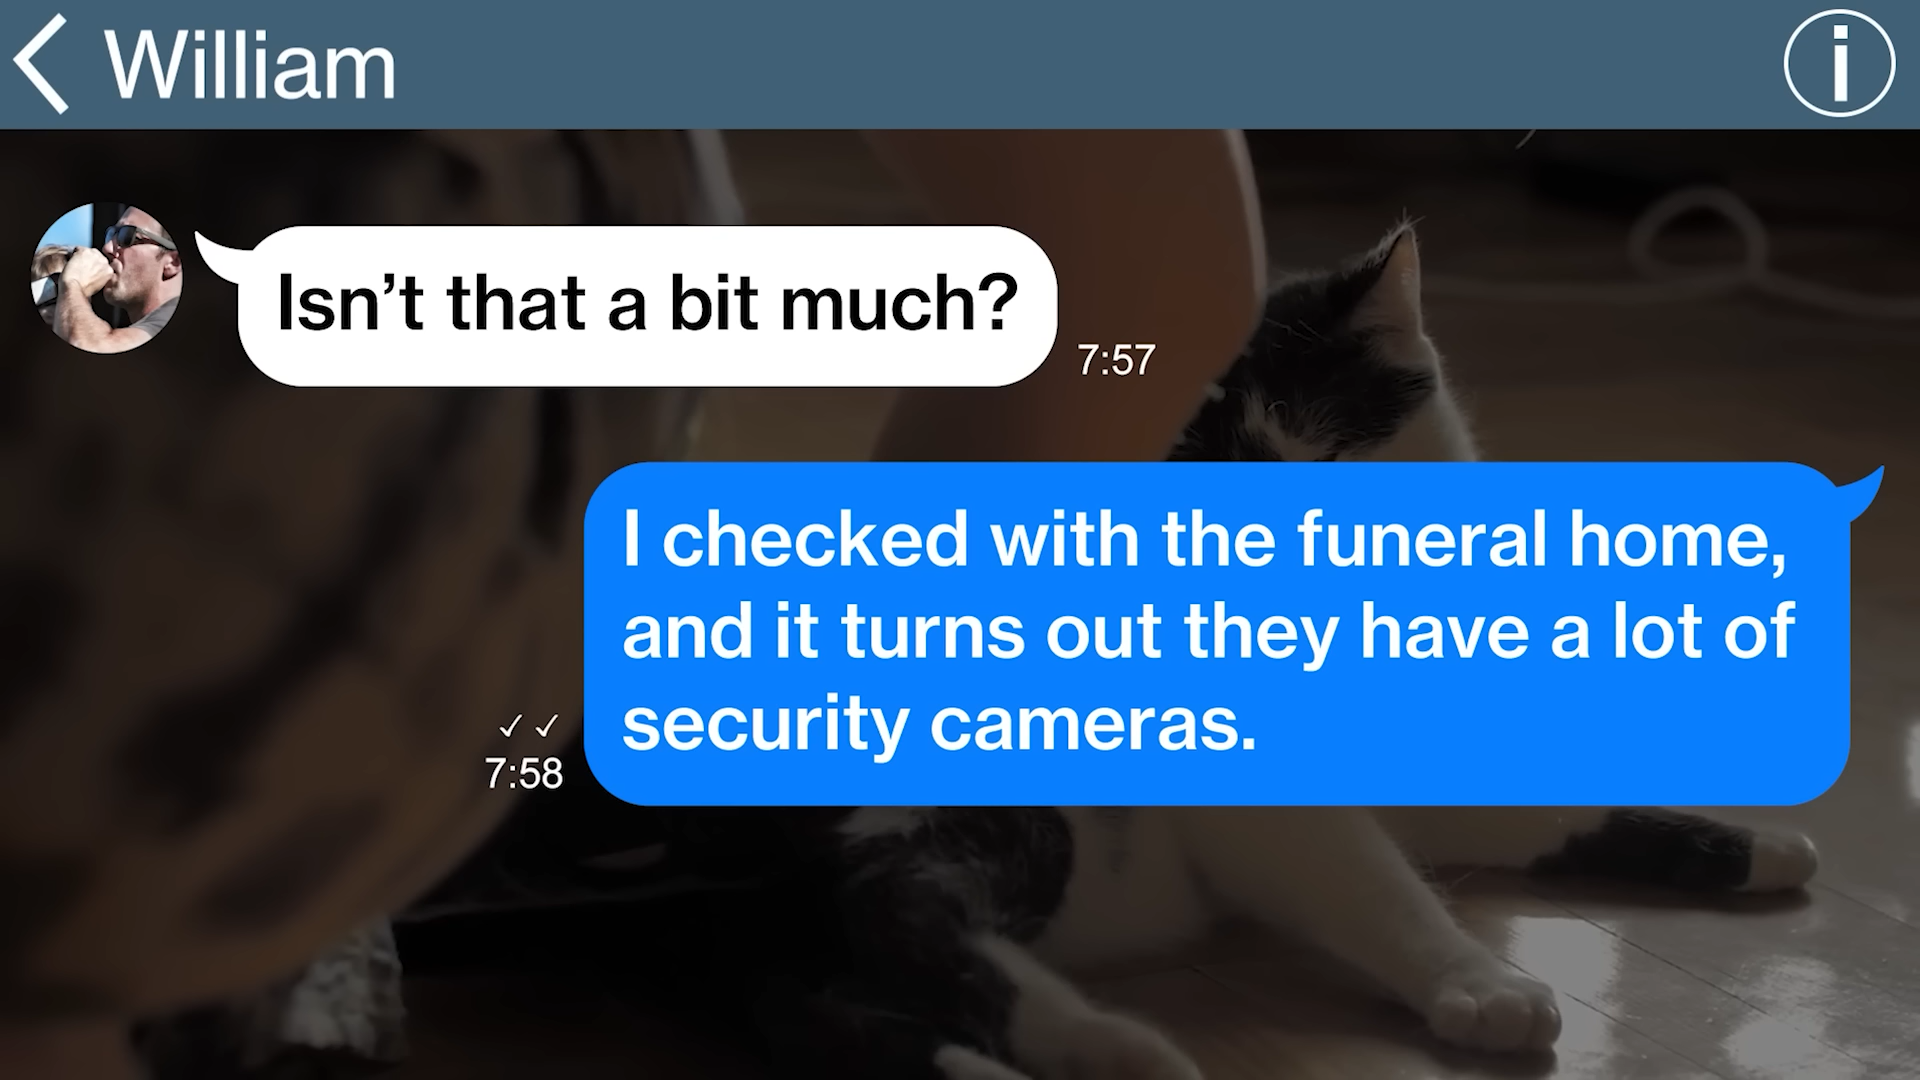 William
i
Isn’t that a bit much?
7:57
I checked with the funeral home,
and it turns out they have a lot of
security cameras.
✓ ✓
7:58